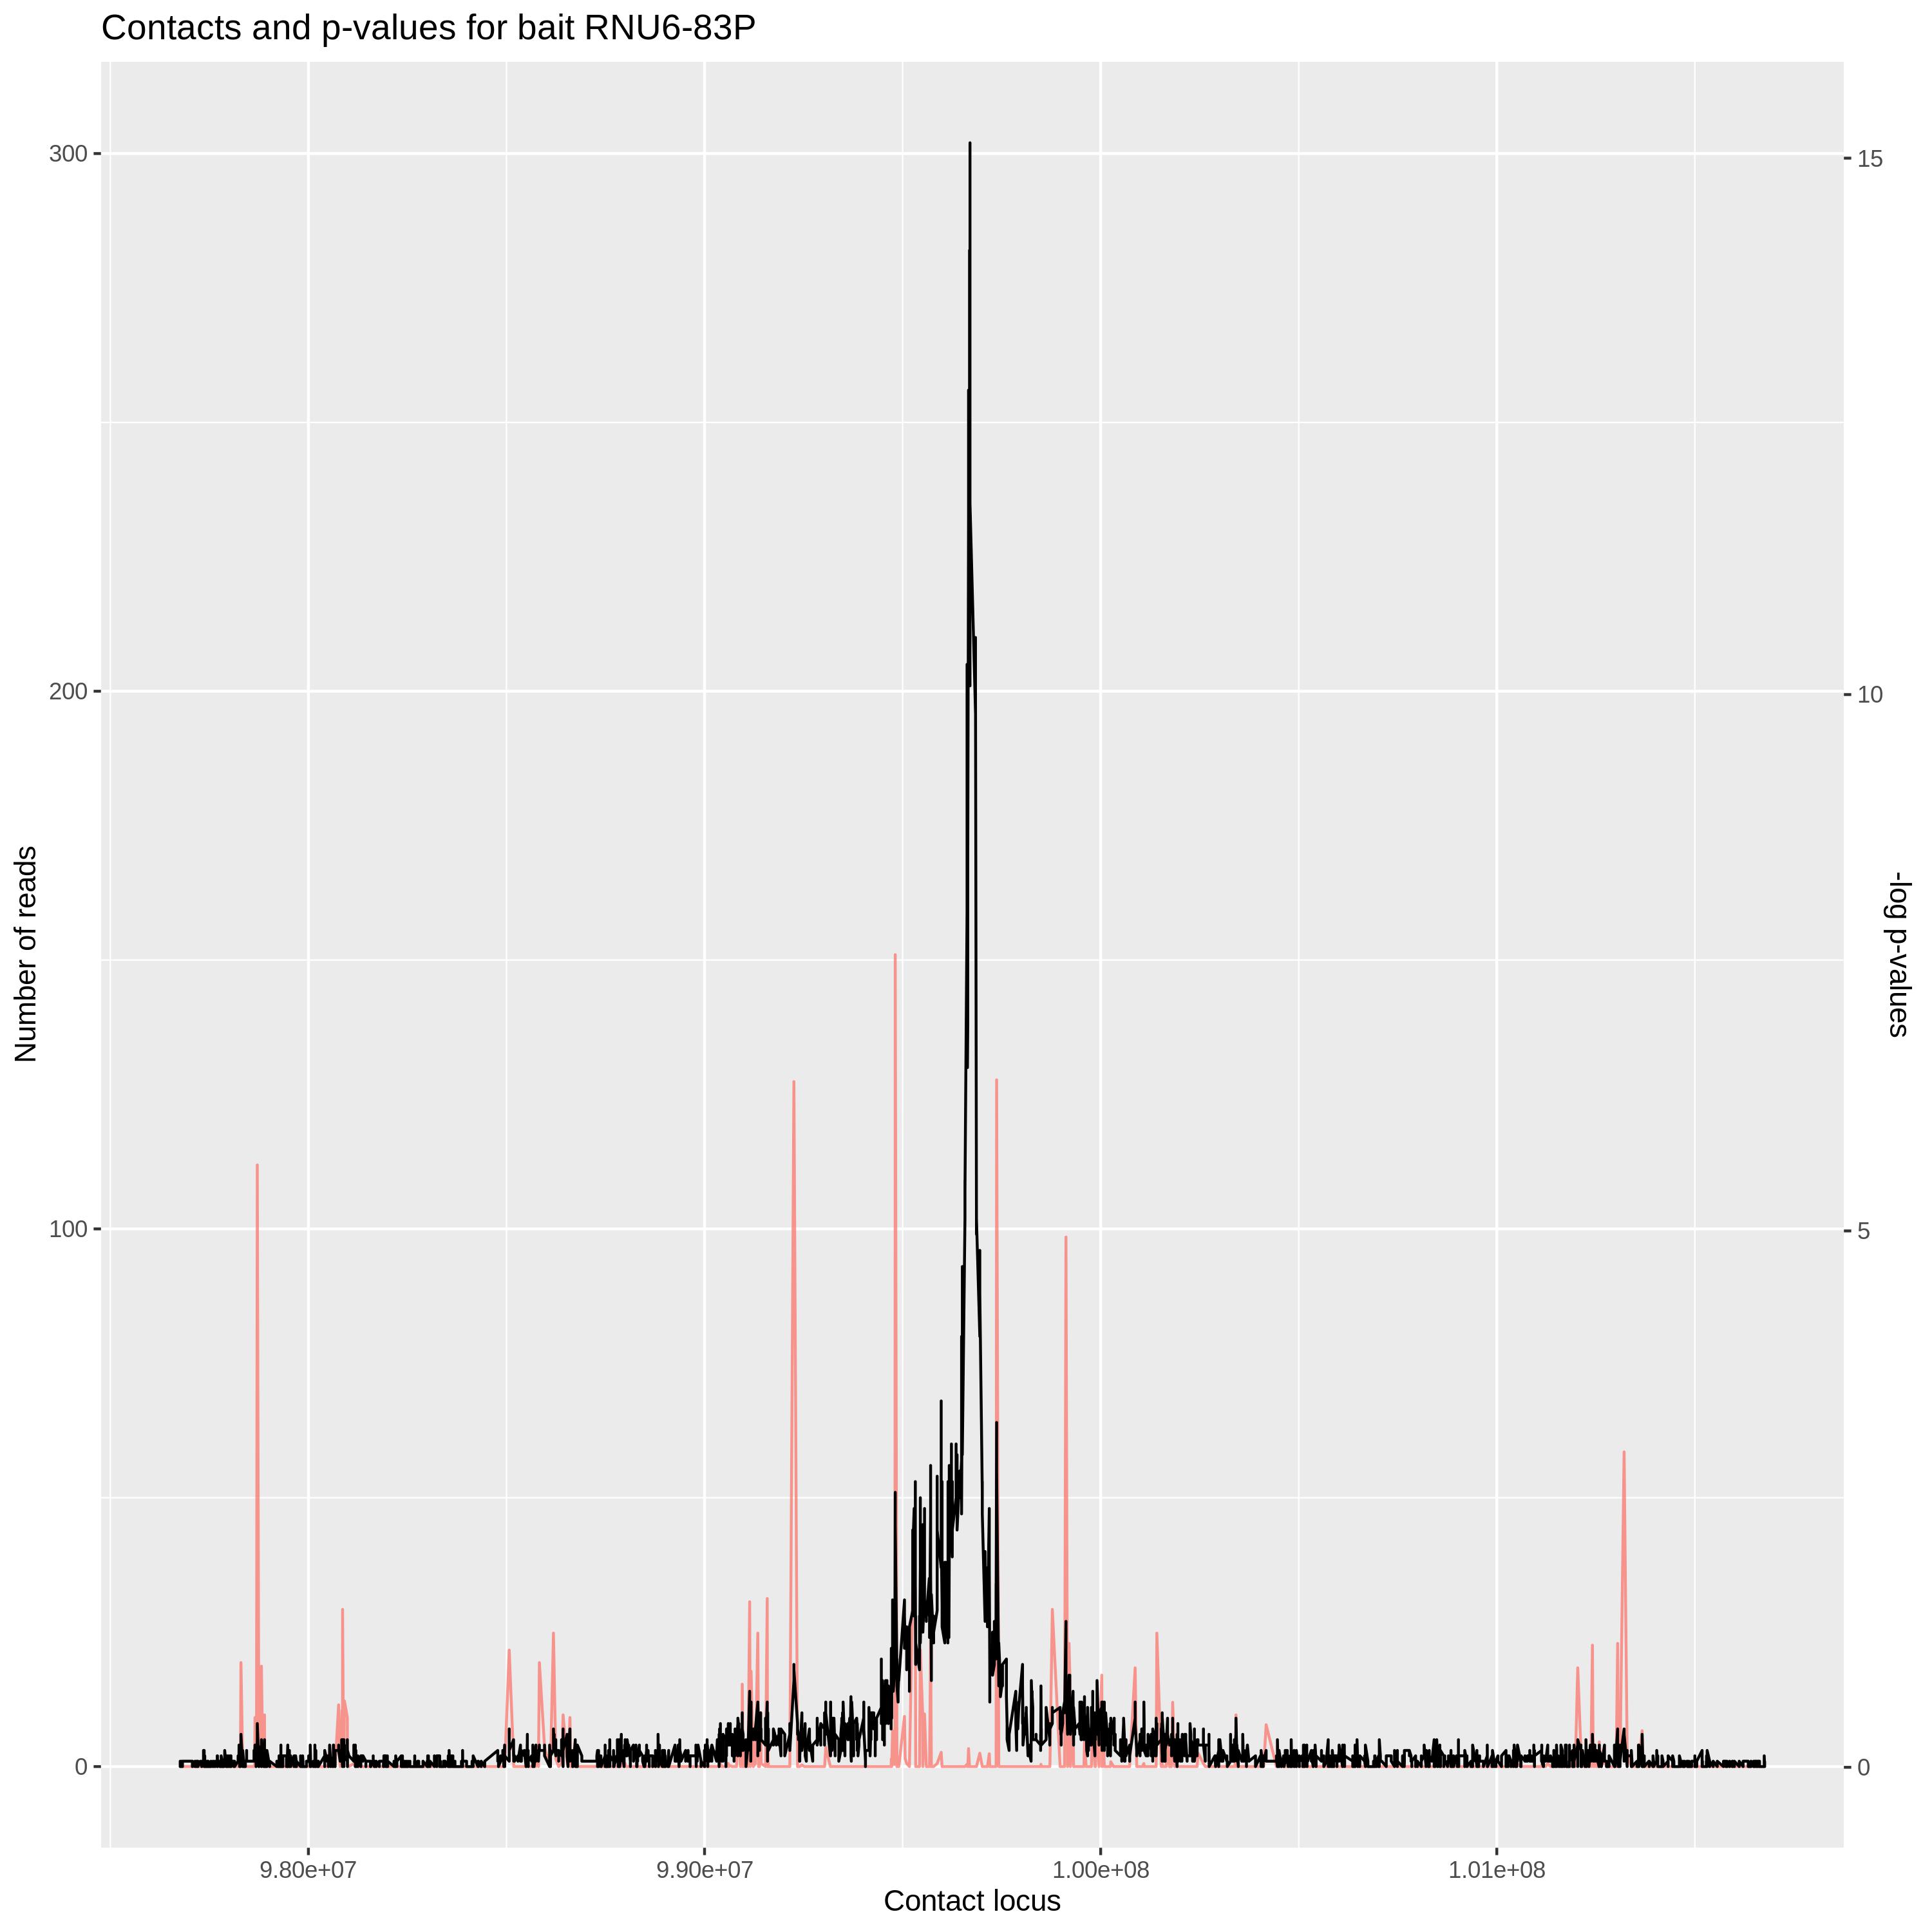 Contacts and p-values for bait RNU6-83P
300
200
100
0
Number of reads
15
10
5
0
-log p-values
9.80e+07
9.90e+07
1.00e+08
1.01e+08
Contact locus